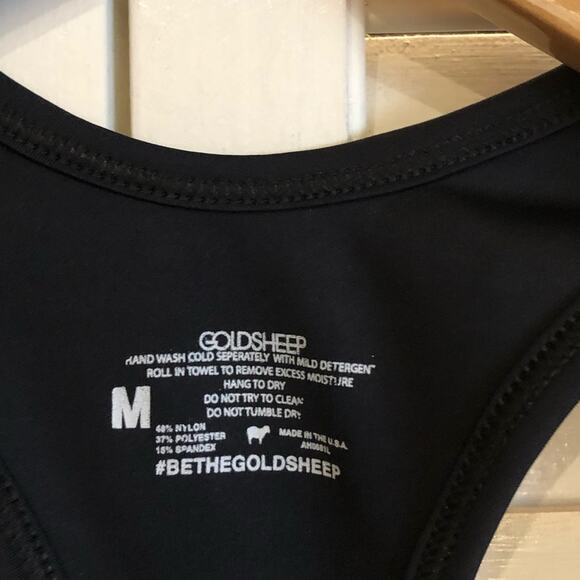 GOLDSHEEP
HAND WASH COLD SEPERATELY WITH MILD DETERGENT
ROLL IN TOWEL TO REMOVE EXCESS MOISTURE
HANG TO DRY
DO NOT TRY TO CLEAN
DO NOT TUMBLE DRY
M
48% NYLON
37% POLYESTER
15% SPANDEX
MADE IN THE U.S.A.
#BETHEGOLDSHEEP